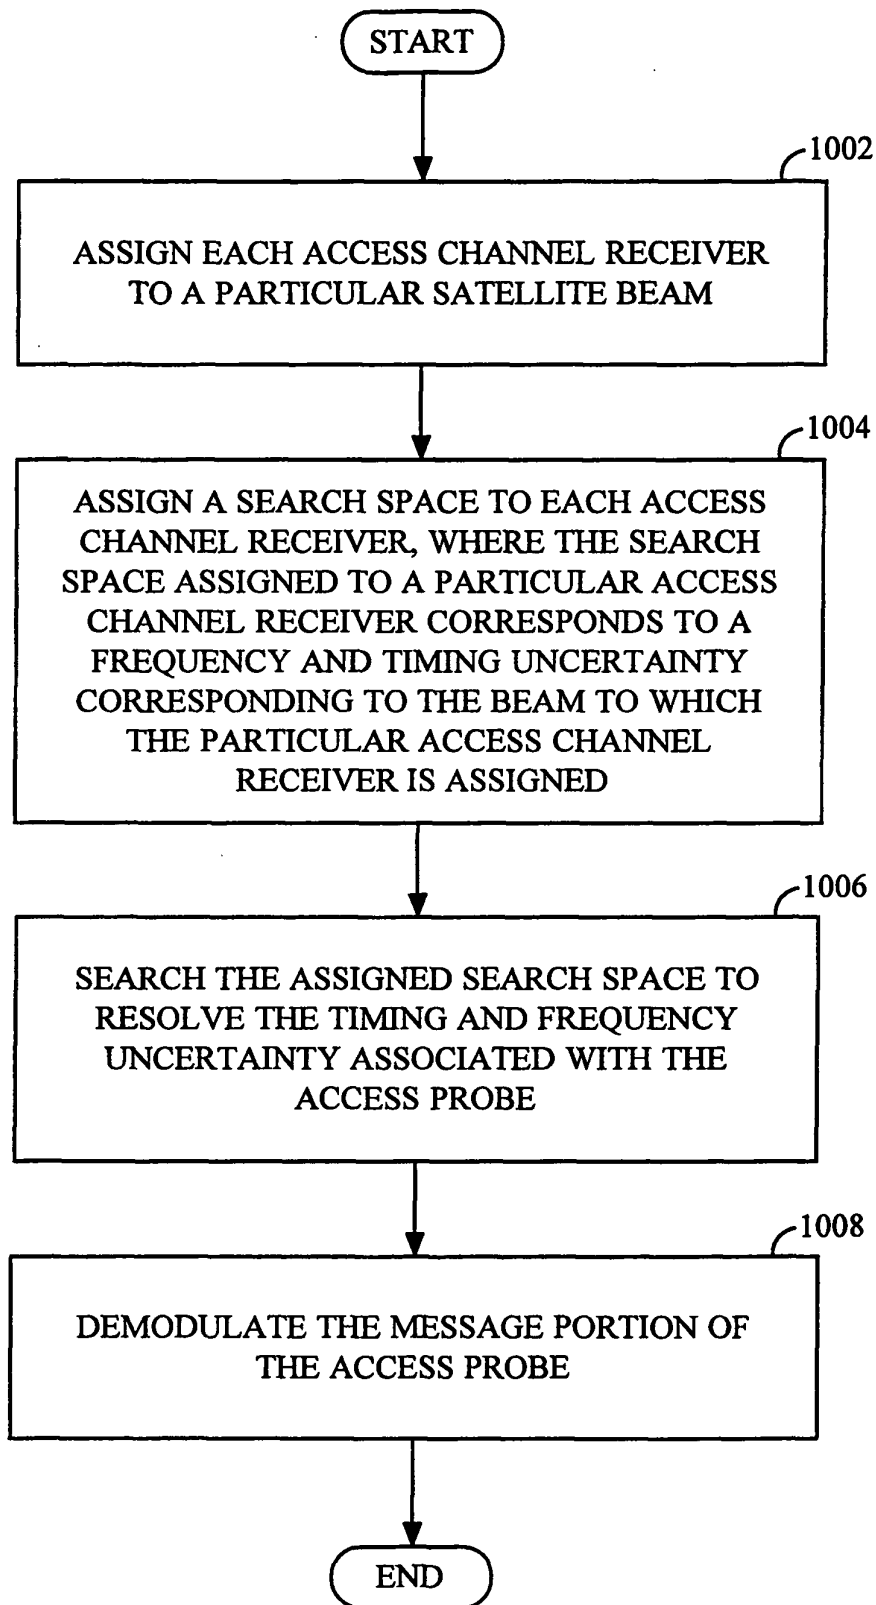 START
1002
ASSIGN EACH ACCESS CHANNEL RECEIVER
TO A PARTICULAR SATELLITE BEAM
1004
ASSIGN A SEARCH SPACE TO EACH ACCESS
CHANNEL RECEIVER, WHERE THE SEARCH
SPACE ASSIGNED TO A PARTICULAR ACCESS
CHANNEL RECEIVER CORRESPONDS TO A
FREQUENCY AND TIMING UNCERTAINTY
CORRESPONDING TO THE BEAM TO WHICH
THE PARTICULAR ACCESS CHANNEL
RECEIVER IS ASSIGNED
1006
SEARCH THE ASSIGNED SEARCH SPACE TO
RESOLVE THE TIMING AND FREQUENCY
UNCERTAINTY ASSOCIATED WITH THE
ACCESS PROBE
1008
DEMODULATE THE MESSAGE PORTION OF
THE ACCESS PROBE
END